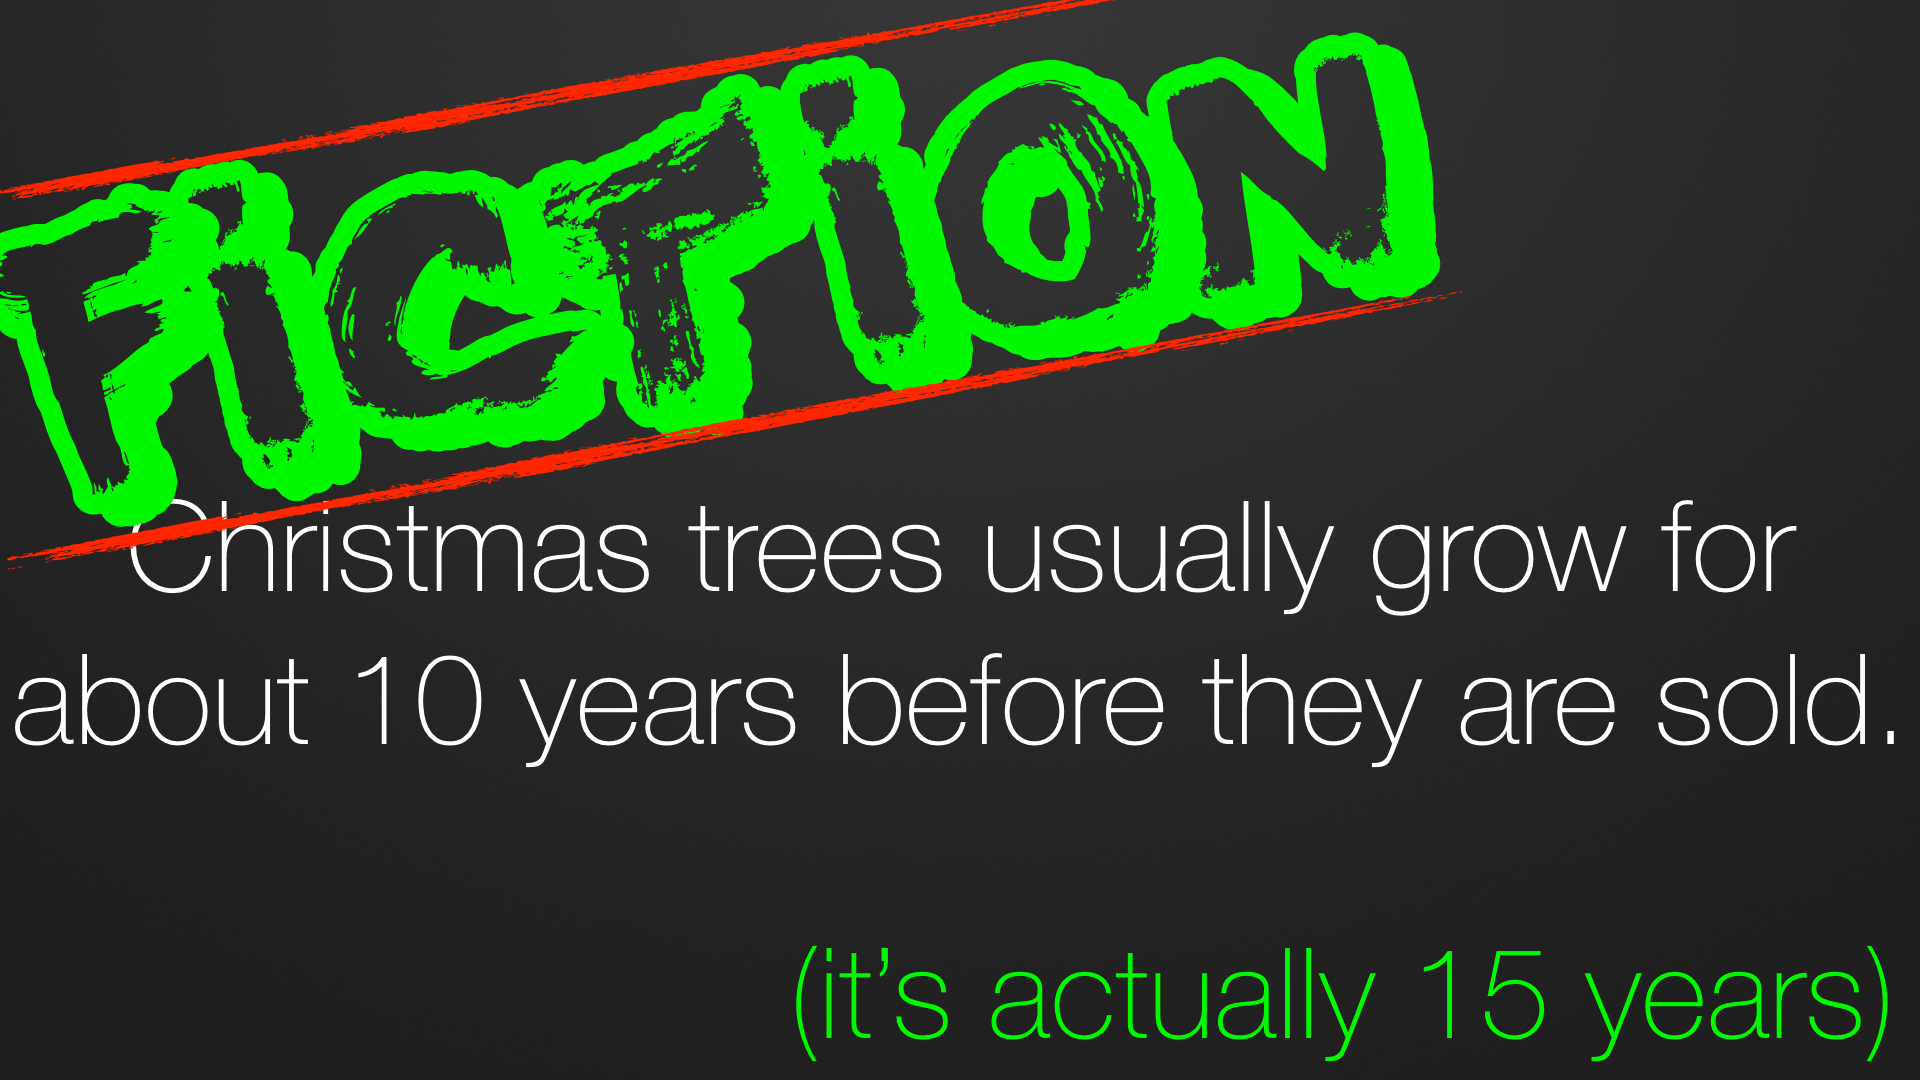 FiCTiON
Christmas trees usually grow for
about 10 years before they are sold.
(it’s actually 15 years)